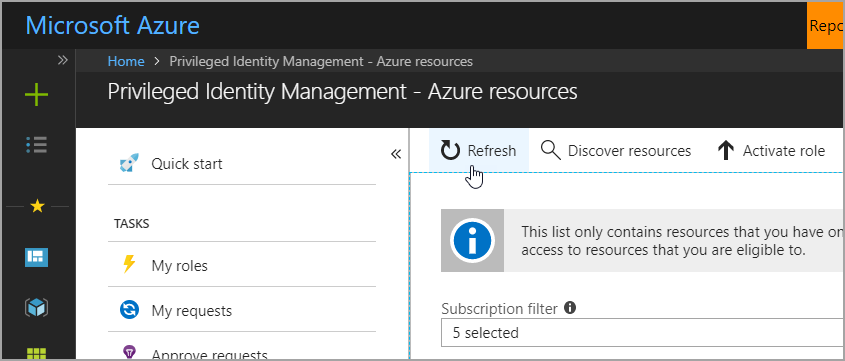 Microsoft Azure
Repo
Home > Privileged Identity Management - Azure resources
Privileged Identity Management - Azure resources
Quick start
TASKS
My roles
My requests
Approve requests
Refresh
Discover resources
Activate role
This list only contains resources that you have on
access to resources that you are eligible to.
Subscription filter
5 selected